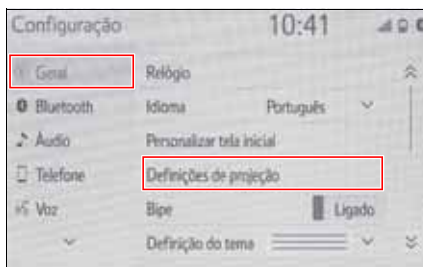 Configuração 10:41
Geral Relógio
Bluetooth Idioma Português
Áudio Personalizar tela inicial
Telefone Definições de projeção
Voz Bipe Ligado
Definição do tema